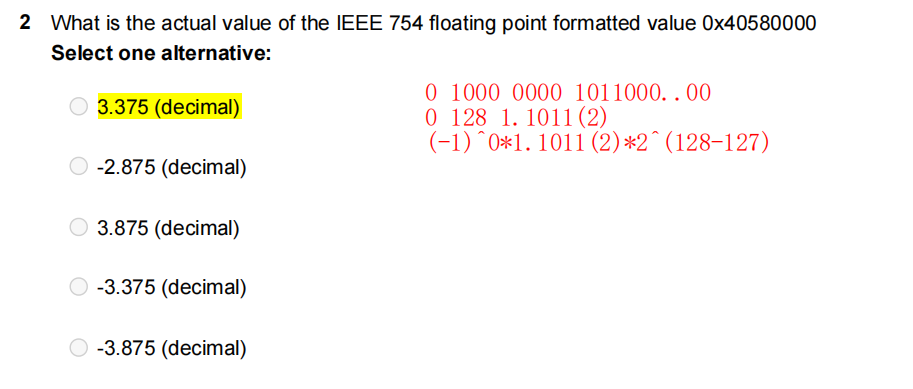 2 What is the actual value of the IEEE 754 floating point formatted value 0x40580000
Select one alternative:
3.375 (decimal)
-2.875 (decimal)
3.875 (decimal)
-3.375 (decimal)
-3.875 (decimal)
0 1000 0000 1011000..00
0 128 1.1011(2)
(-1)^0*1.1011(2)*2^(128-127)